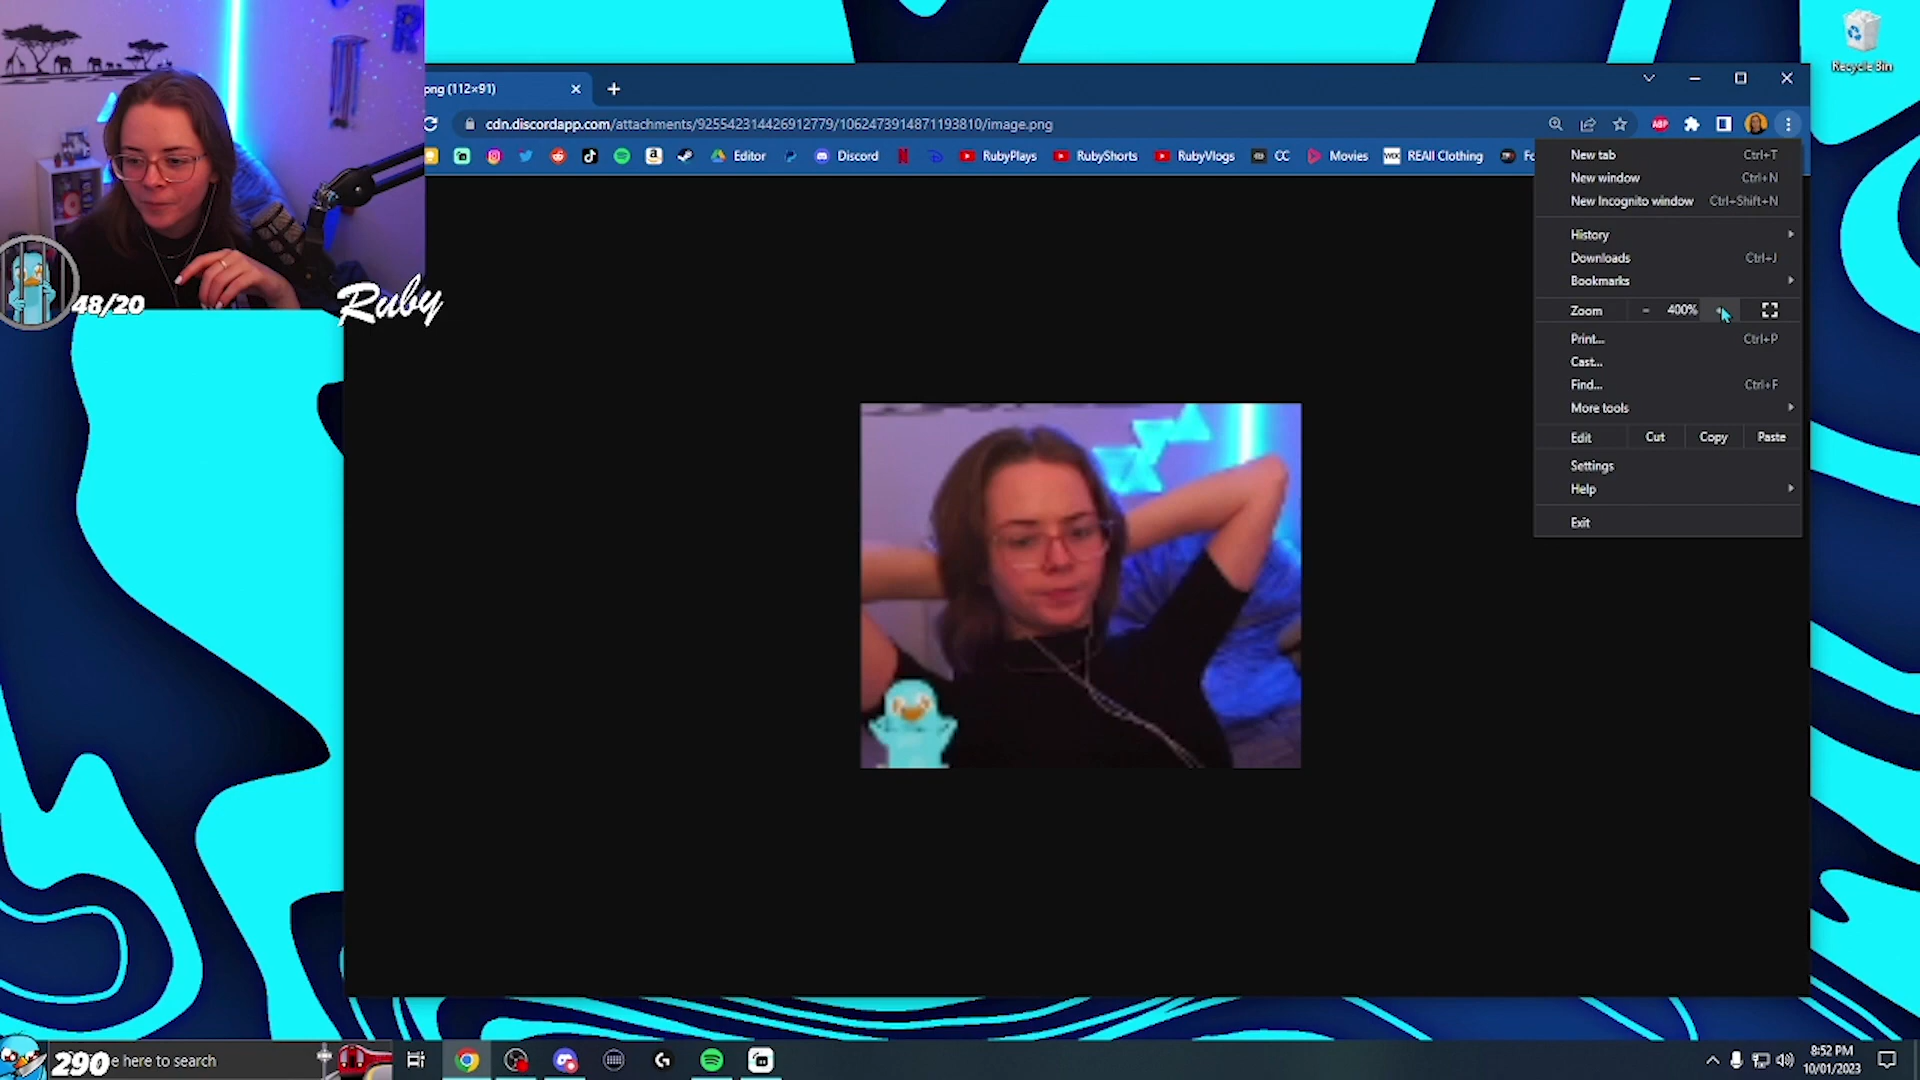 Recycle Bin
png (112×91)
cdn.discordapp.com/attachments/925542314426912779/1062473914871193810/image.png
ABP
Editor
Discord
RubyPlays
RubyShorts
RubyVlogs
CC
Movies
WIX
REAll Clothing
New tab Ctrl+T
New window Ctrl+N
New Incognito window Ctrl+Shift+N
History
Downloads Ctrl+J
Bookmarks
Zoom - 400%
Print... Ctrl+P
Cast...
Find... Ctrl+F
More tools
Edit Cut Copy Paste
Settings
Help
Exit
48/20
Ruby
290
here to search
8:52 PM
10/01/2023